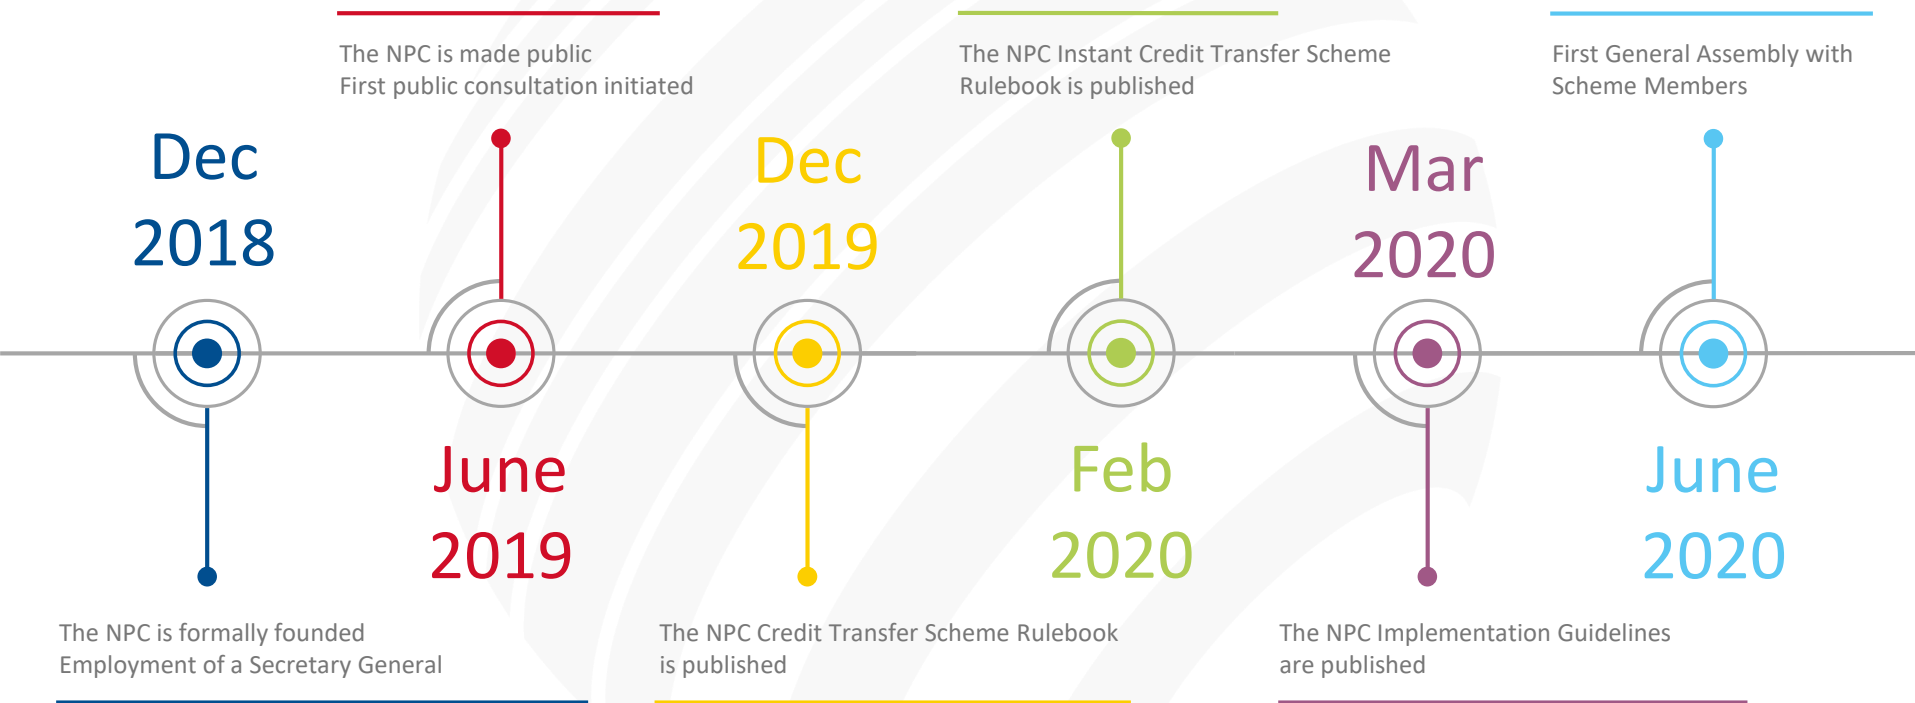 The NPC is made public
First public consultation initiated
The NPC Instant Credit Transfer Scheme
Rulebook is published
First General Assembly with
Scheme Members
Dec
2018
Dec
2019
Mar
2020
June
2019
Feb
2020
June
2020
The NPC is formally founded
Employment of a Secretary General
The NPC Credit Transfer Scheme Rulebook
is published
The NPC Implementation Guidelines
are published